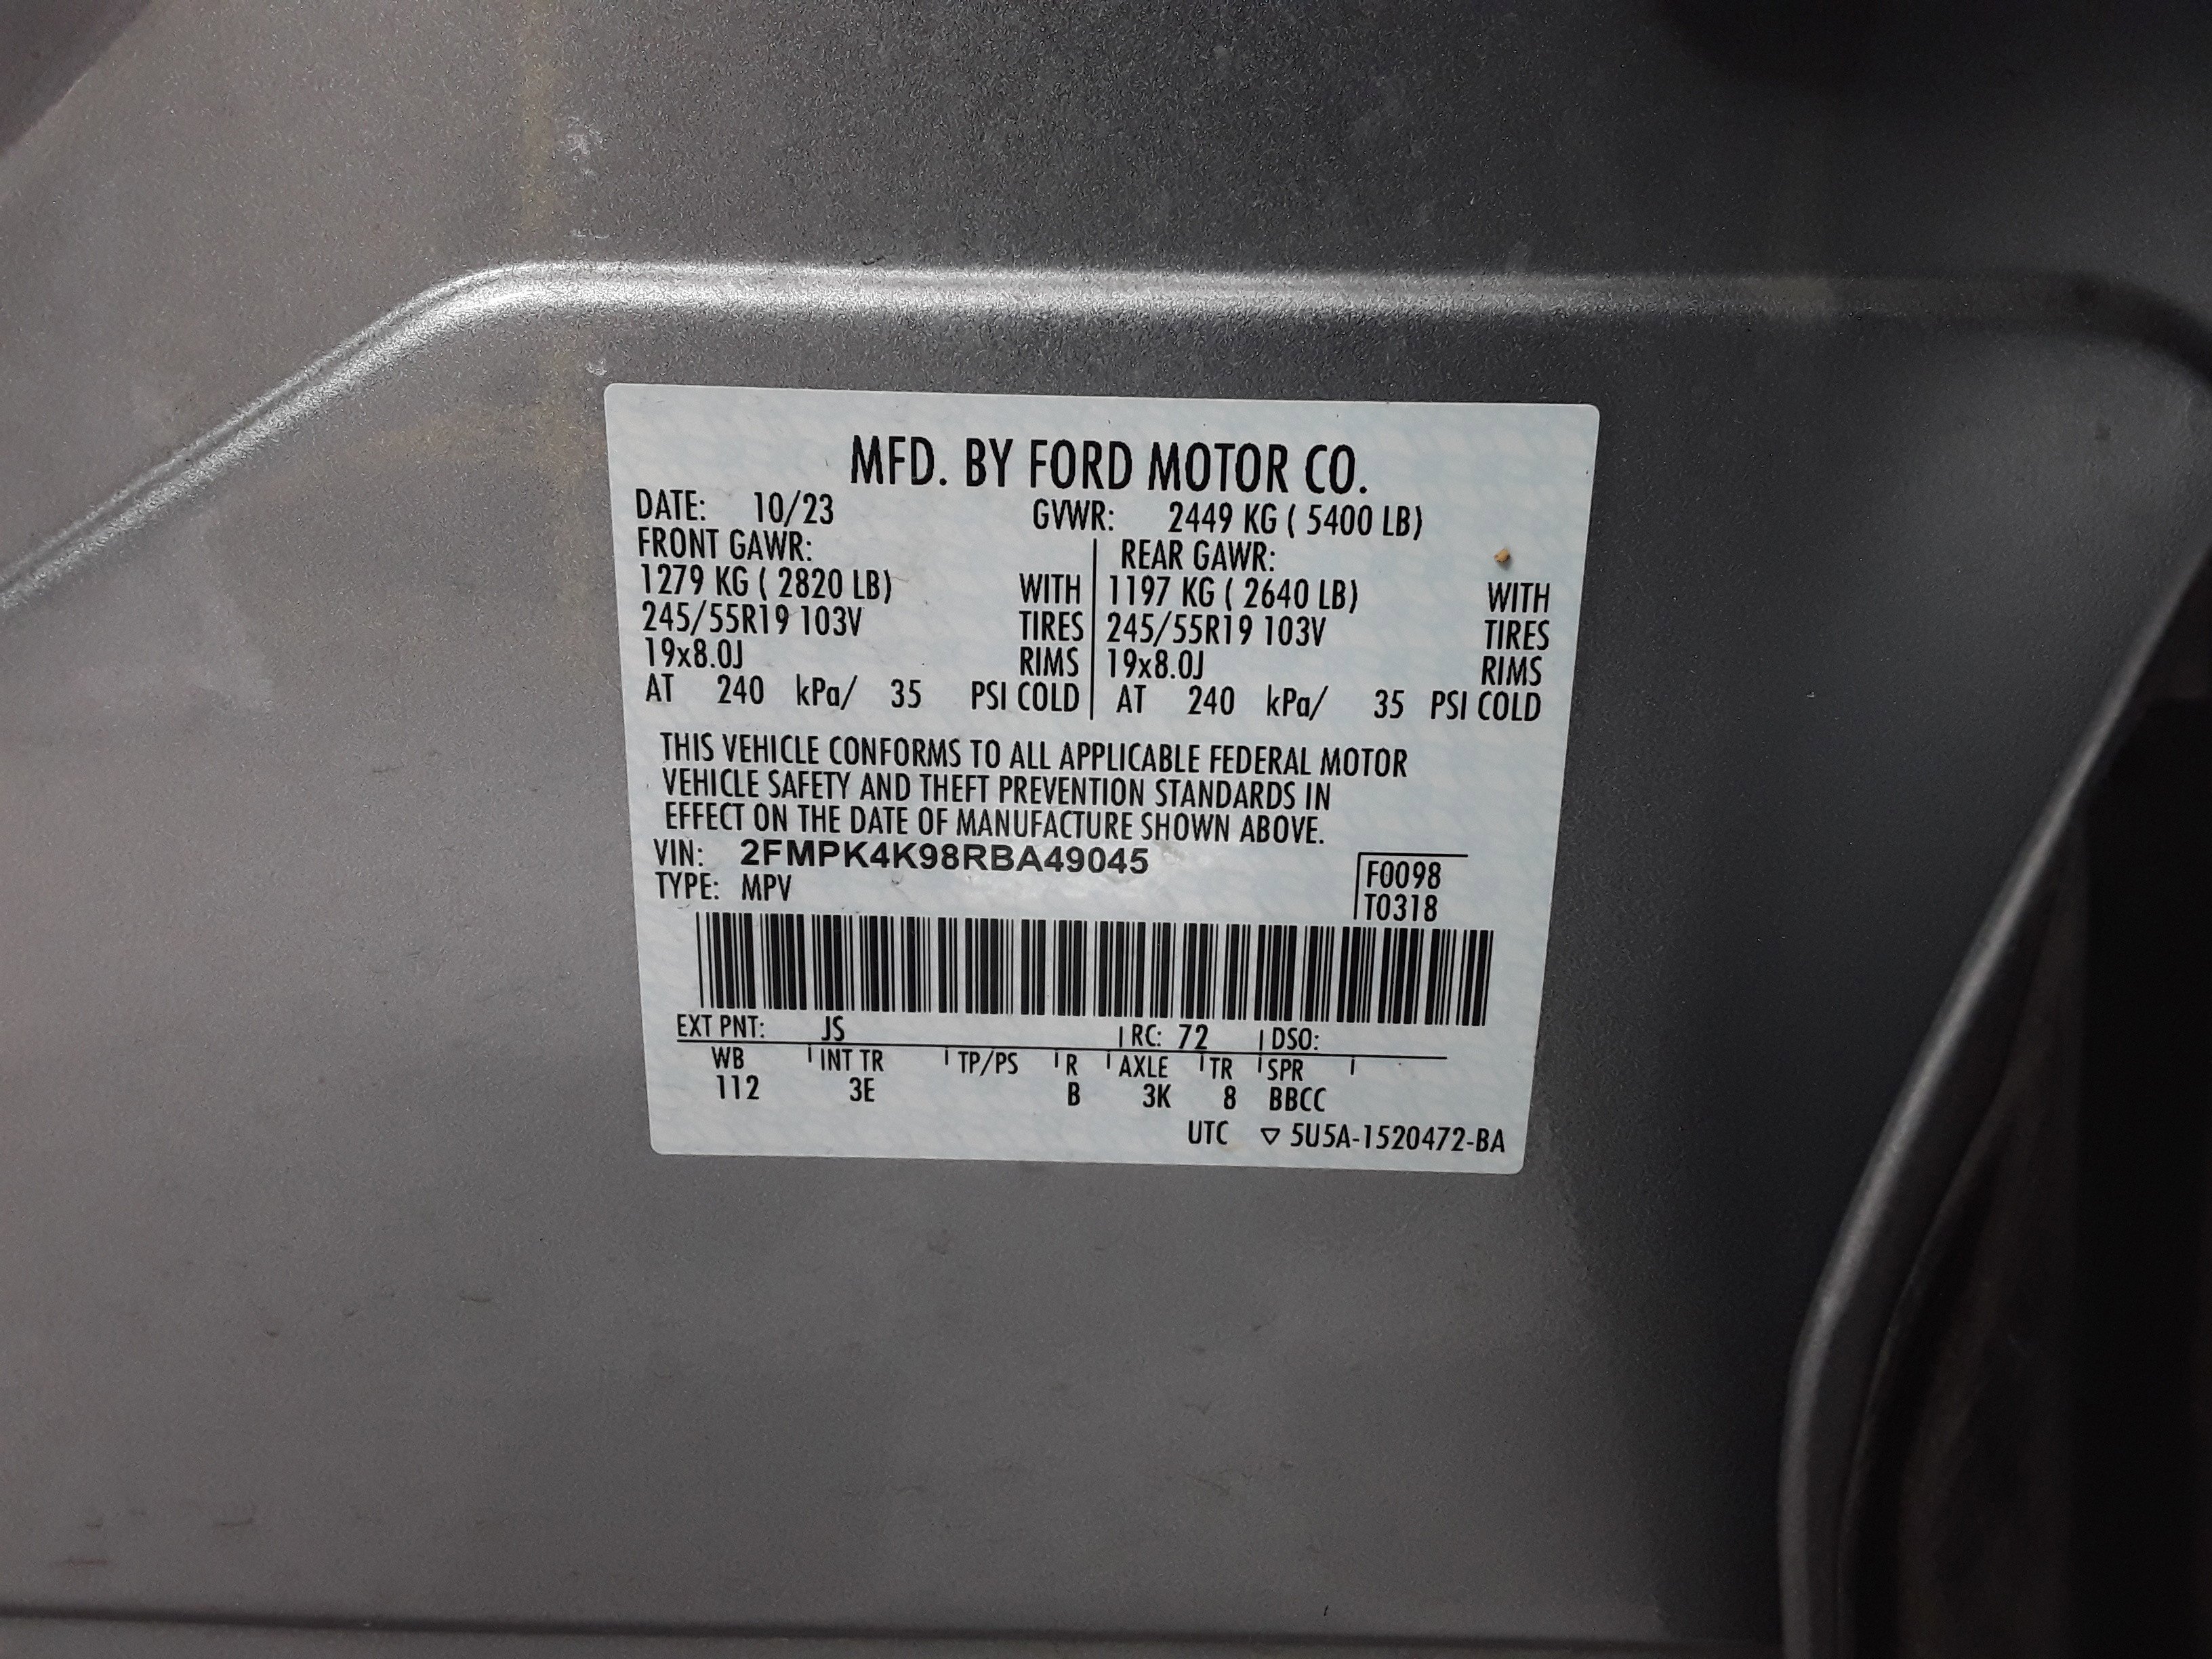 MFD. BY FORD MOTOR CO.
DATE: 10/23 GVWR: 2449 KG ( 5400 LB)
FRONT GAWR: REAR GAWR:
1279 KG ( 2820 LB) WITH 1197 KG ( 2640 LB) WITH
245/55R19 103V TIRES 245/55R19 103V TIRES
19x8.0J RIMS 19x8.0J RIMS
AT 240 kPa/ 35 PSI COLD AT 240 kPa/ 35 PSI COLD
THIS VEHICLE CONFORMS TO ALL APPLICABLE FEDERAL MOTOR
VEHICLE SAFETY AND THEFT PREVENTION STANDARDS IN
EFFECT ON THE DATE OF MANUFACTURE SHOWN ABOVE.
VIN: 2FMPK4K98RBA49045
TYPE: MPV
F0098
T0318
EXT PNT: JS RC: 72 DSO:
WB INT TR TP/PS R AXLE TR SPR
112 3E B 3K 8 BBCC
UTC ▽ 5U5A-1520472-BA